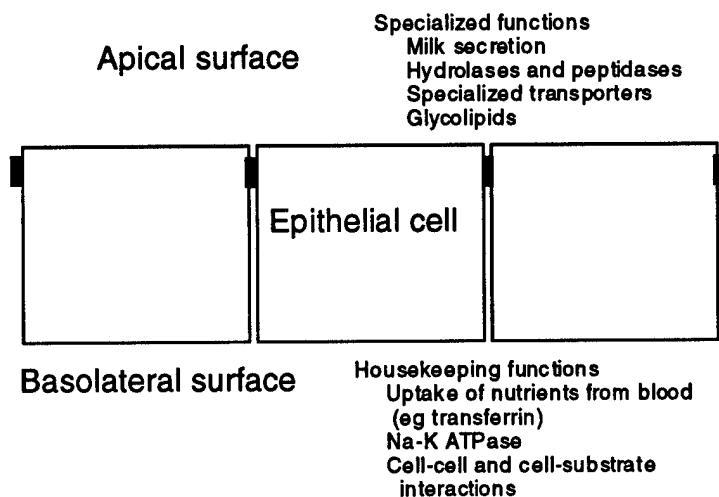 Apical surface
Specialized functions
Milk secretion
Hydrolases and peptidases
Specialized transporters
Glycolipids
Epithelial cell
Basolateral surface
Housekeeping functions
Uptake of nutrients from blood
(eg transferrin)
Na-K ATPase
Cell-cell and cell-substrate
interactions